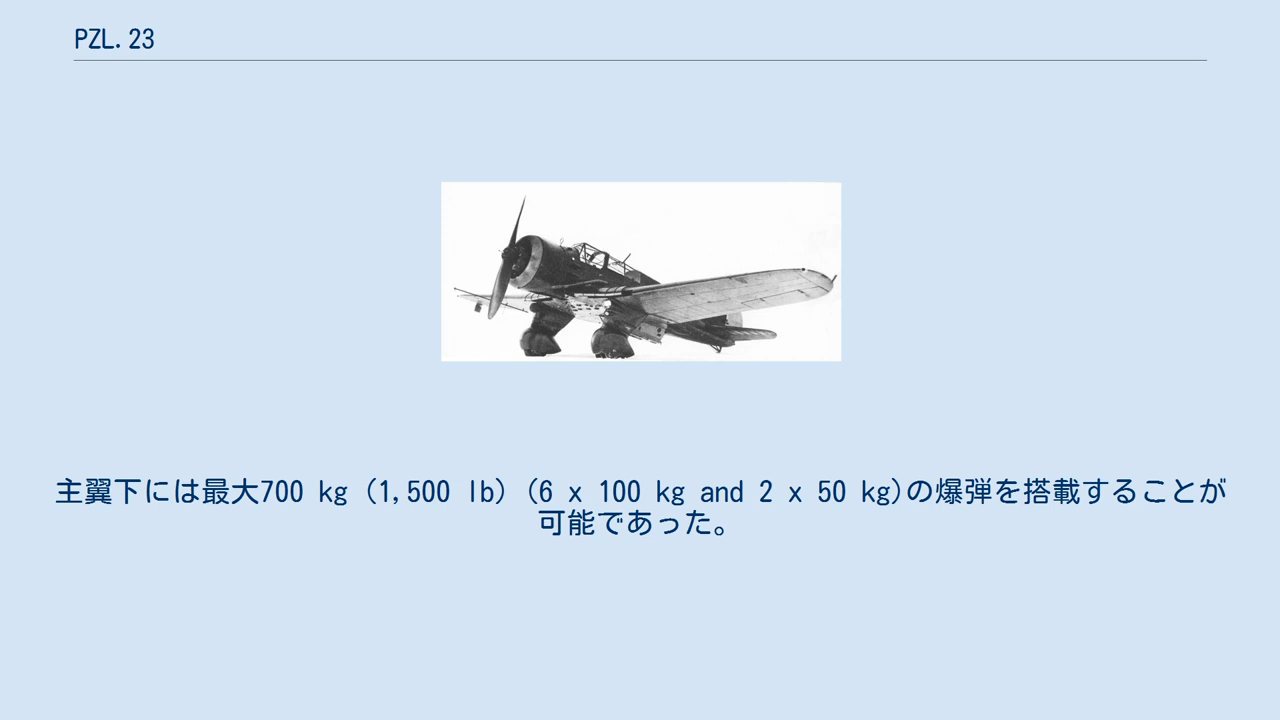 PZL.23
主翼下には最大700 kg (1,500 lb) (6 x 100 kg and 2 x 50 kg)の爆弾を搭載することが
可能であった。